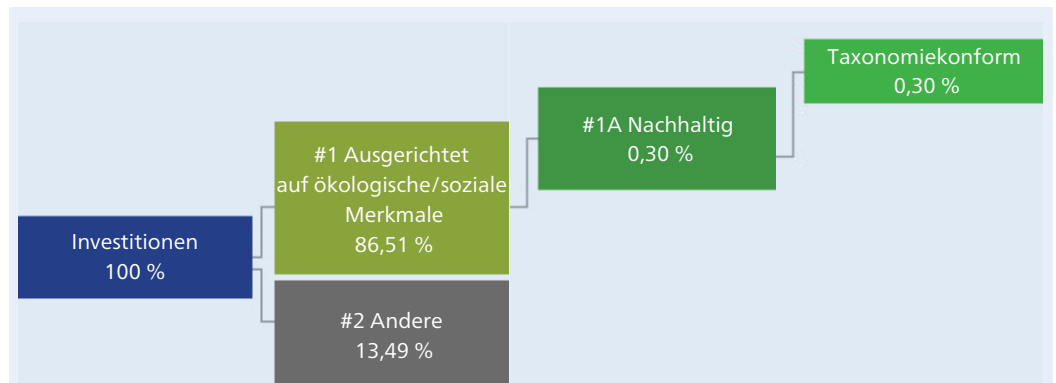 Investitionen
100 %
#1 Ausgerichtet
auf ökologische/soziale
Merkmale
86,51 %
#2 Andere
13,49 %
#1A Nachhaltig
0,30 %
Taxonomiekonform
0,30 %